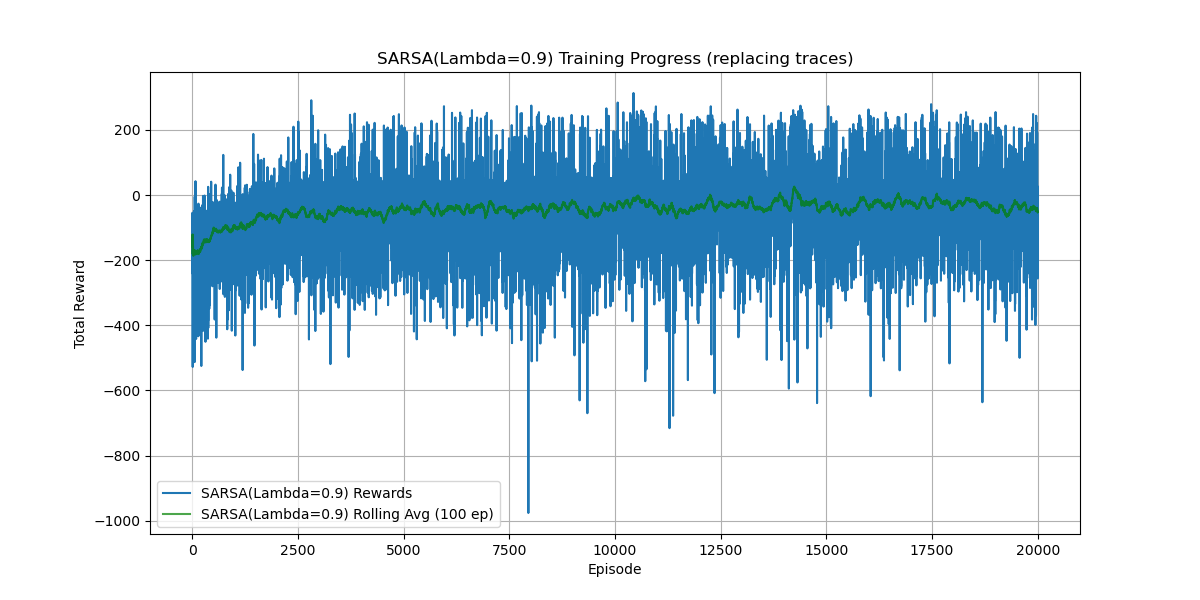 SARSA(Lambda=0.9) Training Progress (replacing traces)
Total Reward
200
0
−200
−400
−600
−800
−1000
SARSA(Lambda=0.9) Rewards
SARSA(Lambda=0.9) Rolling Avg (100 ep)
0 2500 5000 7500 10000 12500 15000 17500 20000
Episode